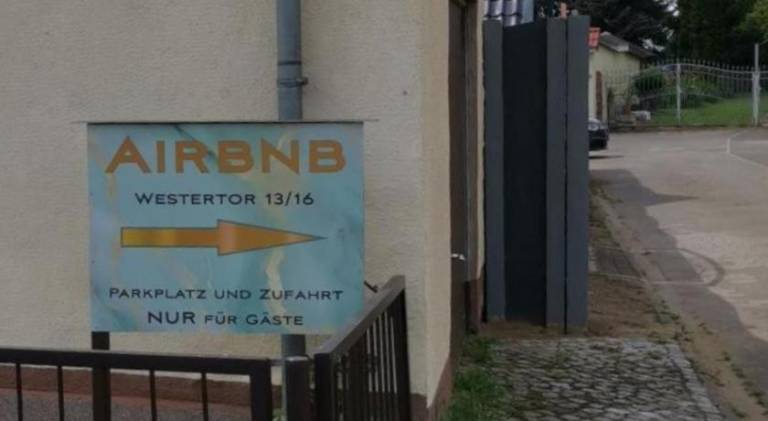 AIRBNB
WESTERTOR 13/16
PARKPLATZ UND ZUFAHRT
NUR FÜR GÄSTE